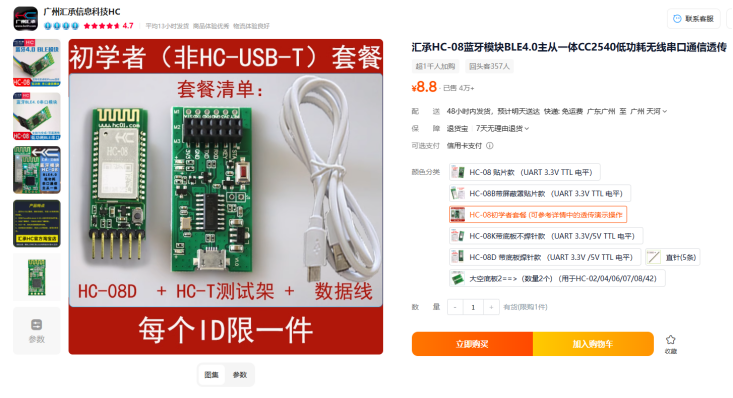 广州汇承信息科技HC
4.7
平均13小时发货 商品体验优秀 物流体验良好
联系客服
初学者（非HC-USB-T）套餐
套餐清单：
HC-08
HC-08D + HC-T测试架 + 数据线
每个ID限一件
参数
图集
参数
汇承HC-08蓝牙模块BLE4.0主从一体CC2540低功耗无线串口通信透传
超1千人加购
回头客357人
¥8.8 · 已售 4万+
配 送 48小时内发货，预计明天送达 快递: 免运费 广东广州 至 广州 天河
保 障 退货宝 7天无理由退货
可选支付 信用卡支付
颜色分类
HC-08 贴片款 （UART 3.3V TTL 电平）
HC-08B带屏蔽罩贴片款 （UART 3.3V TTL 电平）
HC-08初学者套餐 (可参考详情中的透传演示操作
HC-08K带底板不焊针款 （UART 3.3V/5V TTL 电平）
HC-08D 带底板焊针款 （UART 3.3V /5V TTL 电平）
直针(5条)
大空底板2==>（数量2个）（用于HC-02/04/06/07/08/42）
数 量 - 1 + 有货(限购1件)
立即购买
加入购物车
收藏